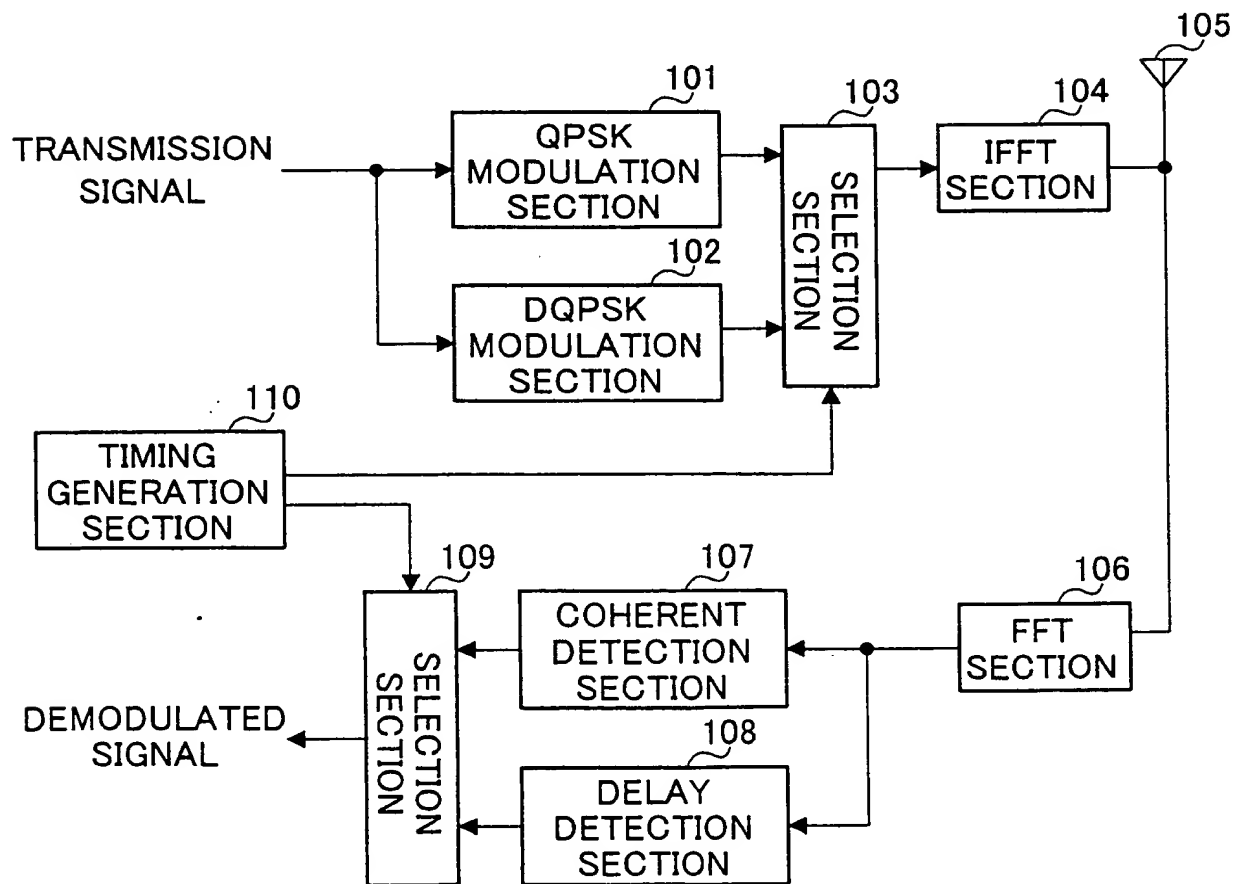 105
101
103
104
TRANSMISSION
SIGNAL
QPSK
MODULATION
SECTION
SELECTION
SECTION
IFFT
SECTION
102
DQPSK
MODULATION
SECTION
110
TIMING
GENERATION
SECTION
109
107
106
COHERENT
DETECTION
SECTION
FFT
SECTION
SELECTION
SECTION
DEMODULATED
SIGNAL
108
DELAY
DETECTION
SECTION